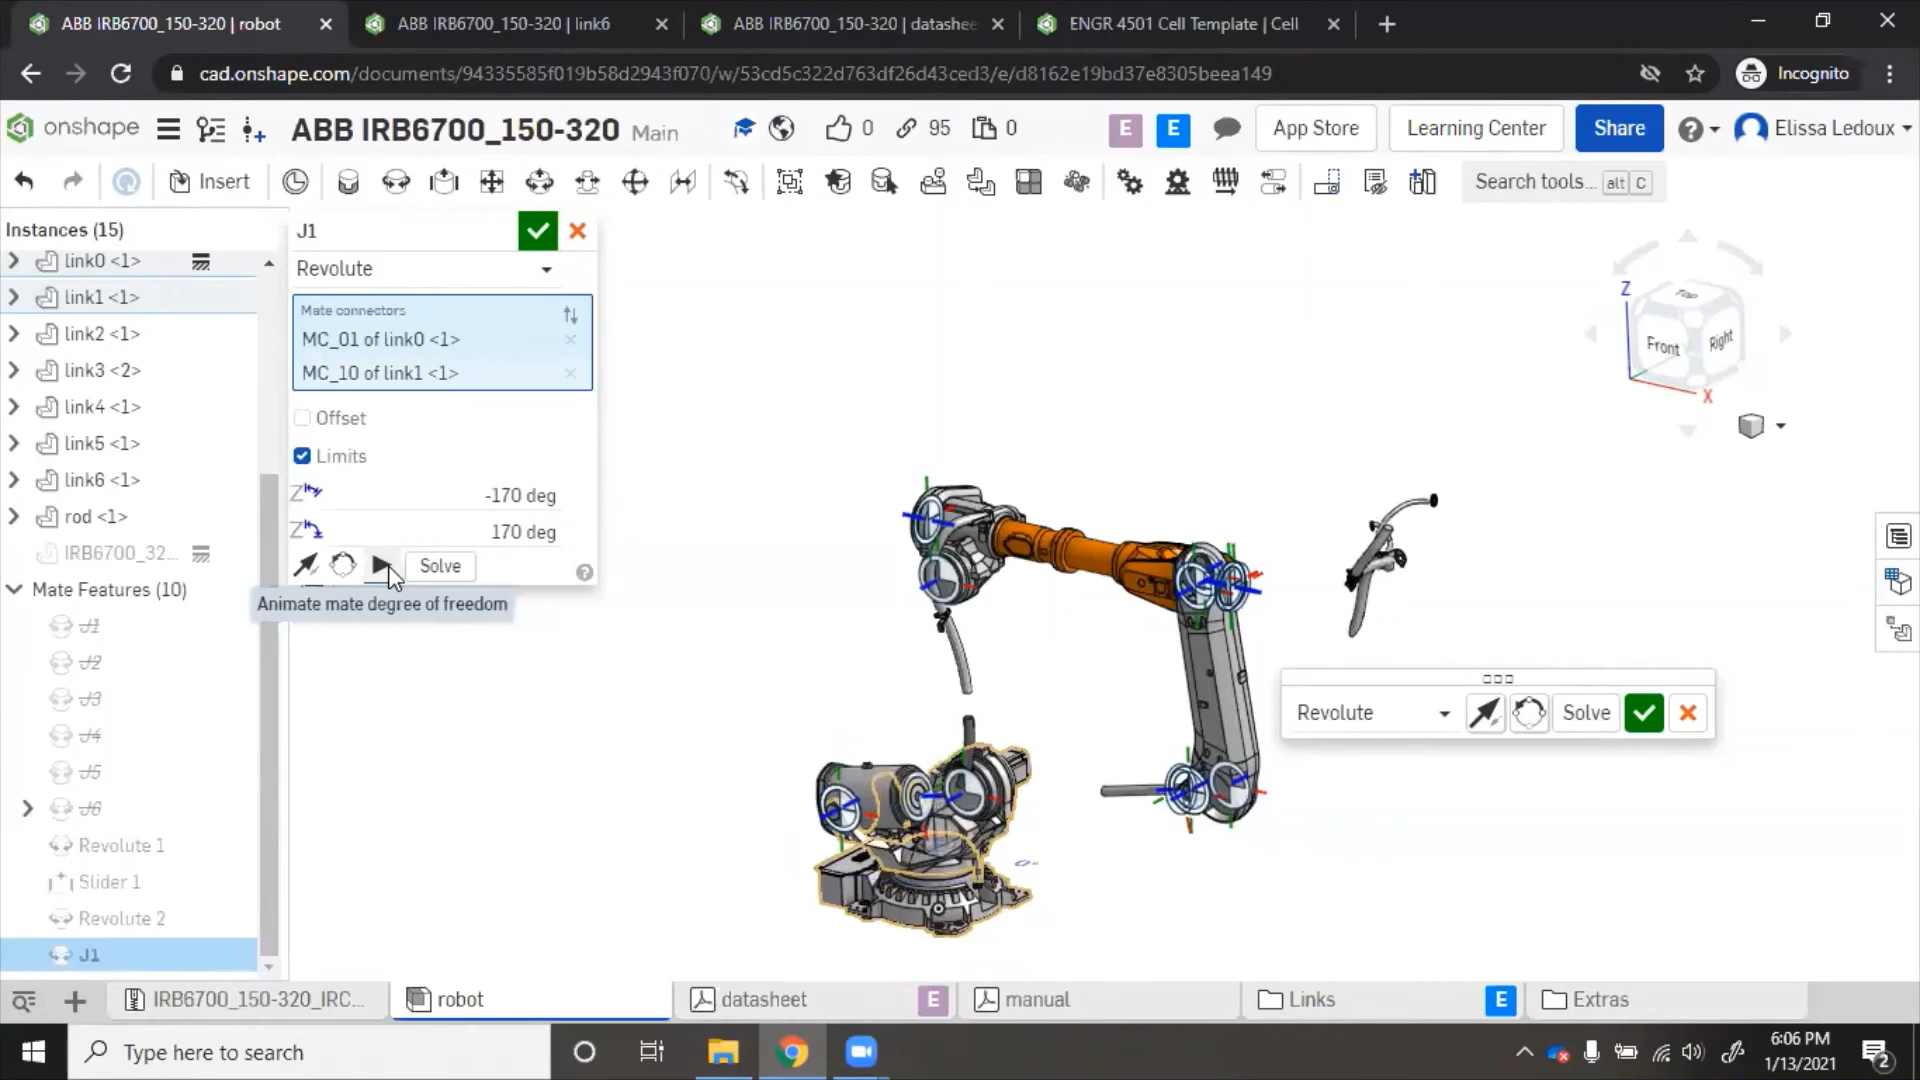 ABB IRB6700_150-320 | robot
ABB IRB6700_150-320 | link6
ABB IRB6700_150-320 | datashee
ENGR 4501 Cell Template | Cell
cad.onshape.com/documents/94335585f019b58d2943f070/w/53cd5c322d763df26d43ced3/e/d8162e19bd37e8305beea149
Incognito
onshape
ABB IRB6700_150-320 Main
0
95
0
E
E
App Store
Learning Center
Share
Elissa Ledoux
Insert
Search tools... alt C
Instances (15)
link0 <1>
link1 <1>
link2 <1>
link3 <2>
link4 <1>
link5 <1>
link6 <1>
rod <1>
IRB6700_32...
Mate Features (10)
J1
J2
J3
J4
J5
J6
Revolute 1
Slider 1
Revolute 2
J1
J1
Revolute
Mate connectors
MC_01 of link0 <1>
MC_10 of link1 <1>
Offset
Limits
Z
-170 deg
Z
170 deg
Solve
Animate mate degree of freedom
Z
Top
Front
Right
X
Revolute
Solve
IRB6700_150-320_IRC...
robot
datasheet
E
manual
Links
E
Extras
Type here to search
6:06 PM
1/13/2021
2